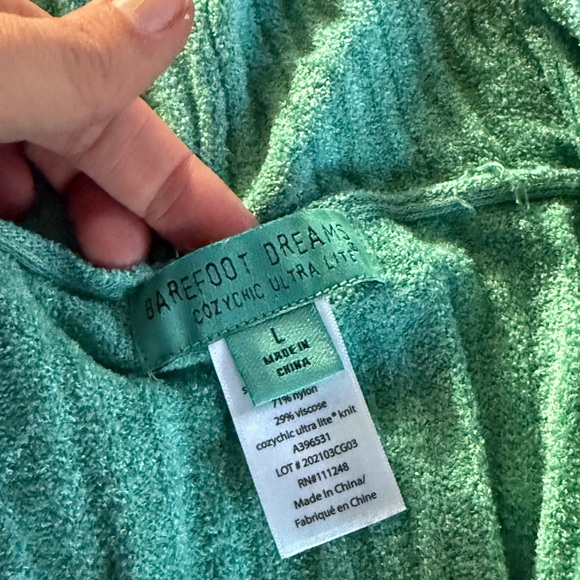 BAREFOOT DREAMS®
COZYCHIC ULTRA LITE®
L
MADE IN
CHINA
71% nylon
29% viscose
cozychic ultra lite® knit
A396531
LOT # 202103CG03
RN#111248
Made In China/
Fabriqué en Chine